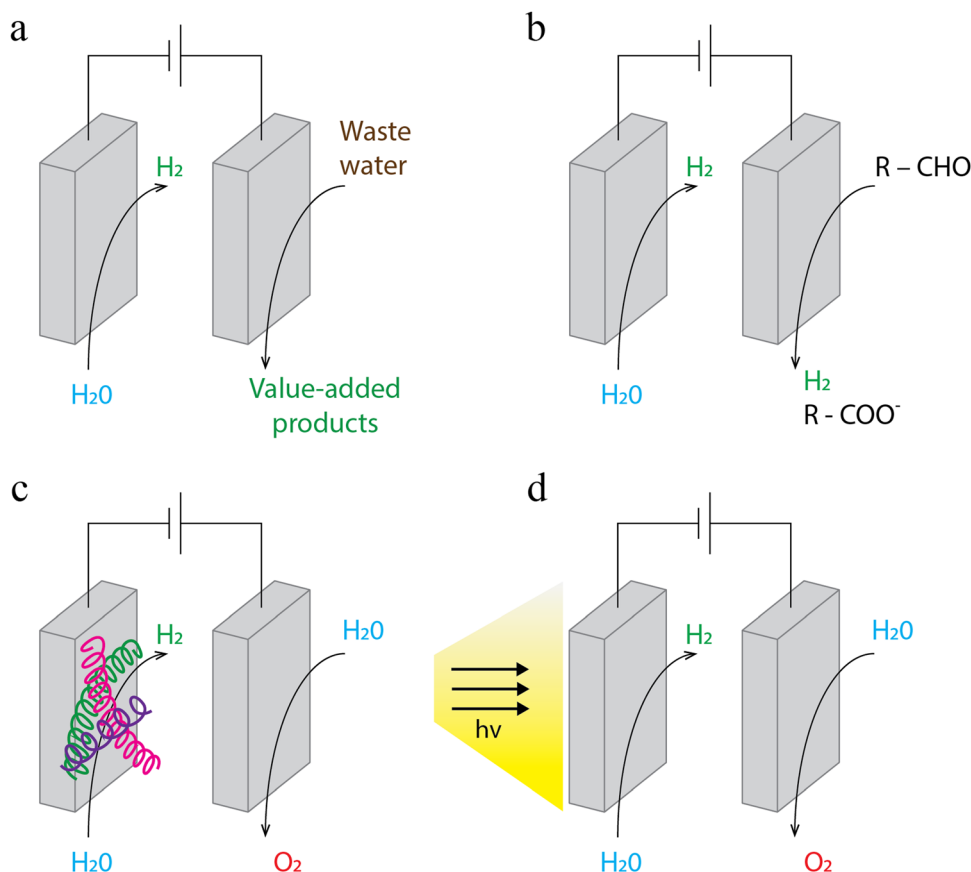 a
Waste
water
H₂
H₂0
Value-added
products
b
H₂
R – CHO
H₂0
H₂
R - COO⁻
c
H₂
H₂0
H₂0
O₂
d
hv
H₂
H₂0
H₂0
O₂